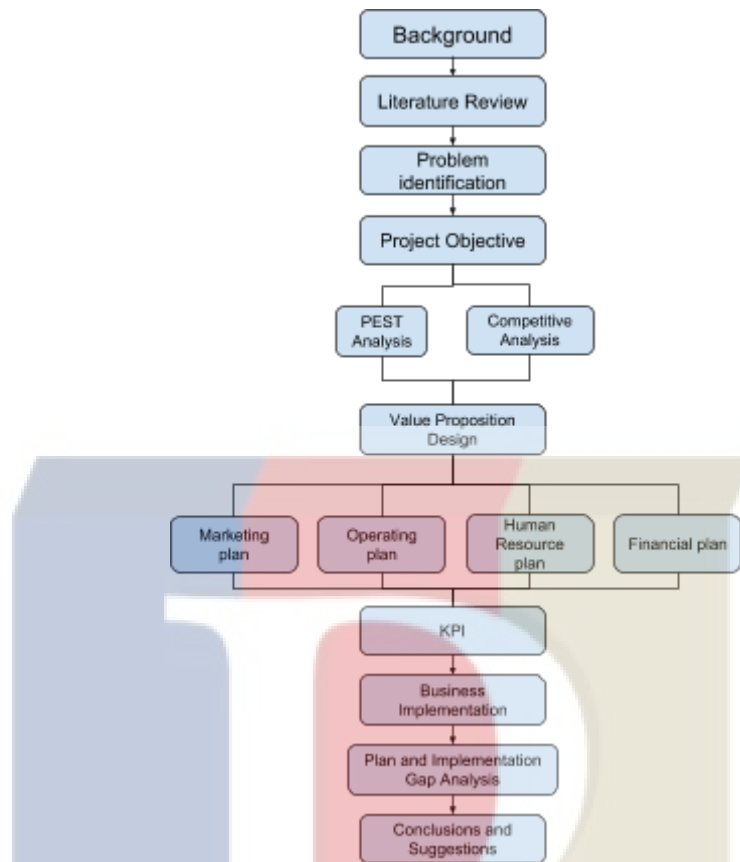 Background
Literature Review
Problem
identification
Project Objective
PEST
Analysis
Competitive
Analysis
Value Proposition
Design
Marketing
plan
Operating
plan
Human
Resource
plan
Financial plan
KPI
Business
Implementation
Plan and Implementation
Gap Analysis
Conclusions and
Suggestions